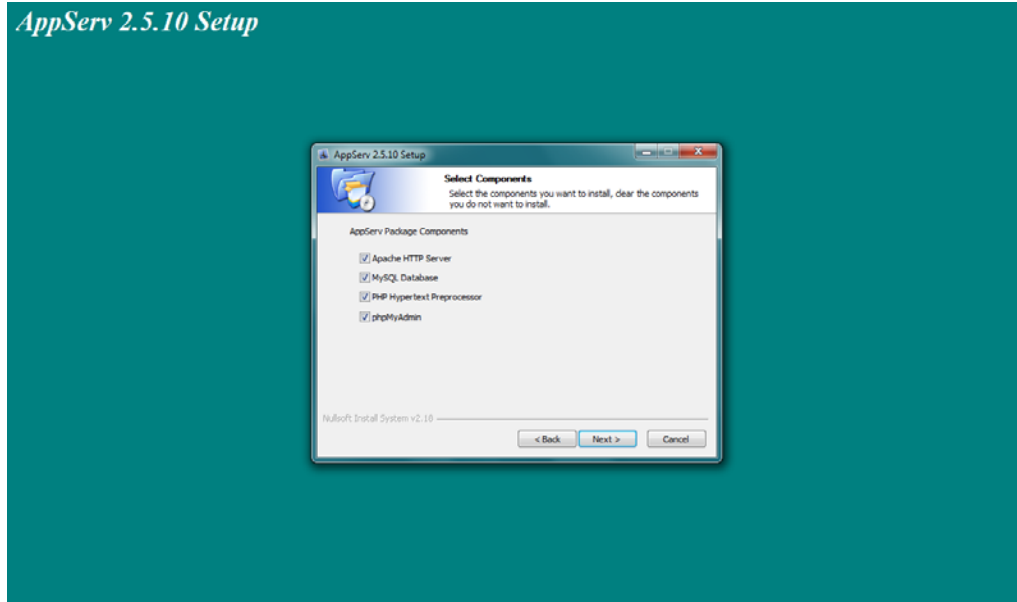 AppServ 2.5.10 Setup
AppServ 2.5.10 Setup
Select Components
Select the components you want to install, clear the components
you do not want to install.
AppServ Package Components
Apache HTTP Server
MySQL Database
PHP Hypertext Preprocessor
phpMyAdmin
Nullsoft Install System v2.18
< Back
Next >
Cancel